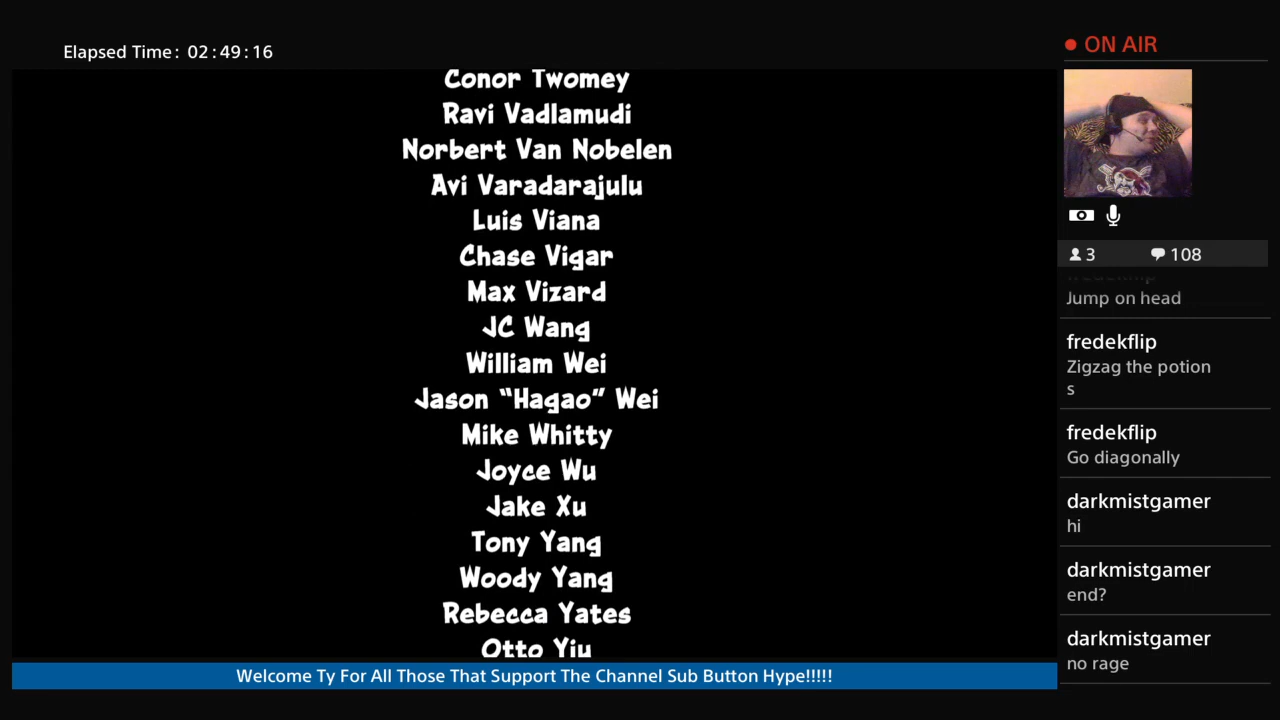 Elapsed Time: 02:49:16
ON AIR
Conor Twomey
Ravi Vadlamudi
Norbert Van Nobelen
Avi Varadarajulu
Luis Viana
Chase Vigar
Max Vizard
JC Wang
William Wei
Jason “Hagao” Wei
Mike Whitty
Joyce Wu
Jake Xu
Tony Yang
Woody Yang
Rebecca Yates
Otto Yiu
Welcome Ty For All Those That Support The Channel Sub Button Hype!!!!!
3 108
fredekflip
Jump on head
fredekflip
Zigzag the potion
s
fredekflip
Go diagonally
darkmistgamer
hi
darkmistgamer
end?
darkmistgamer
no rage